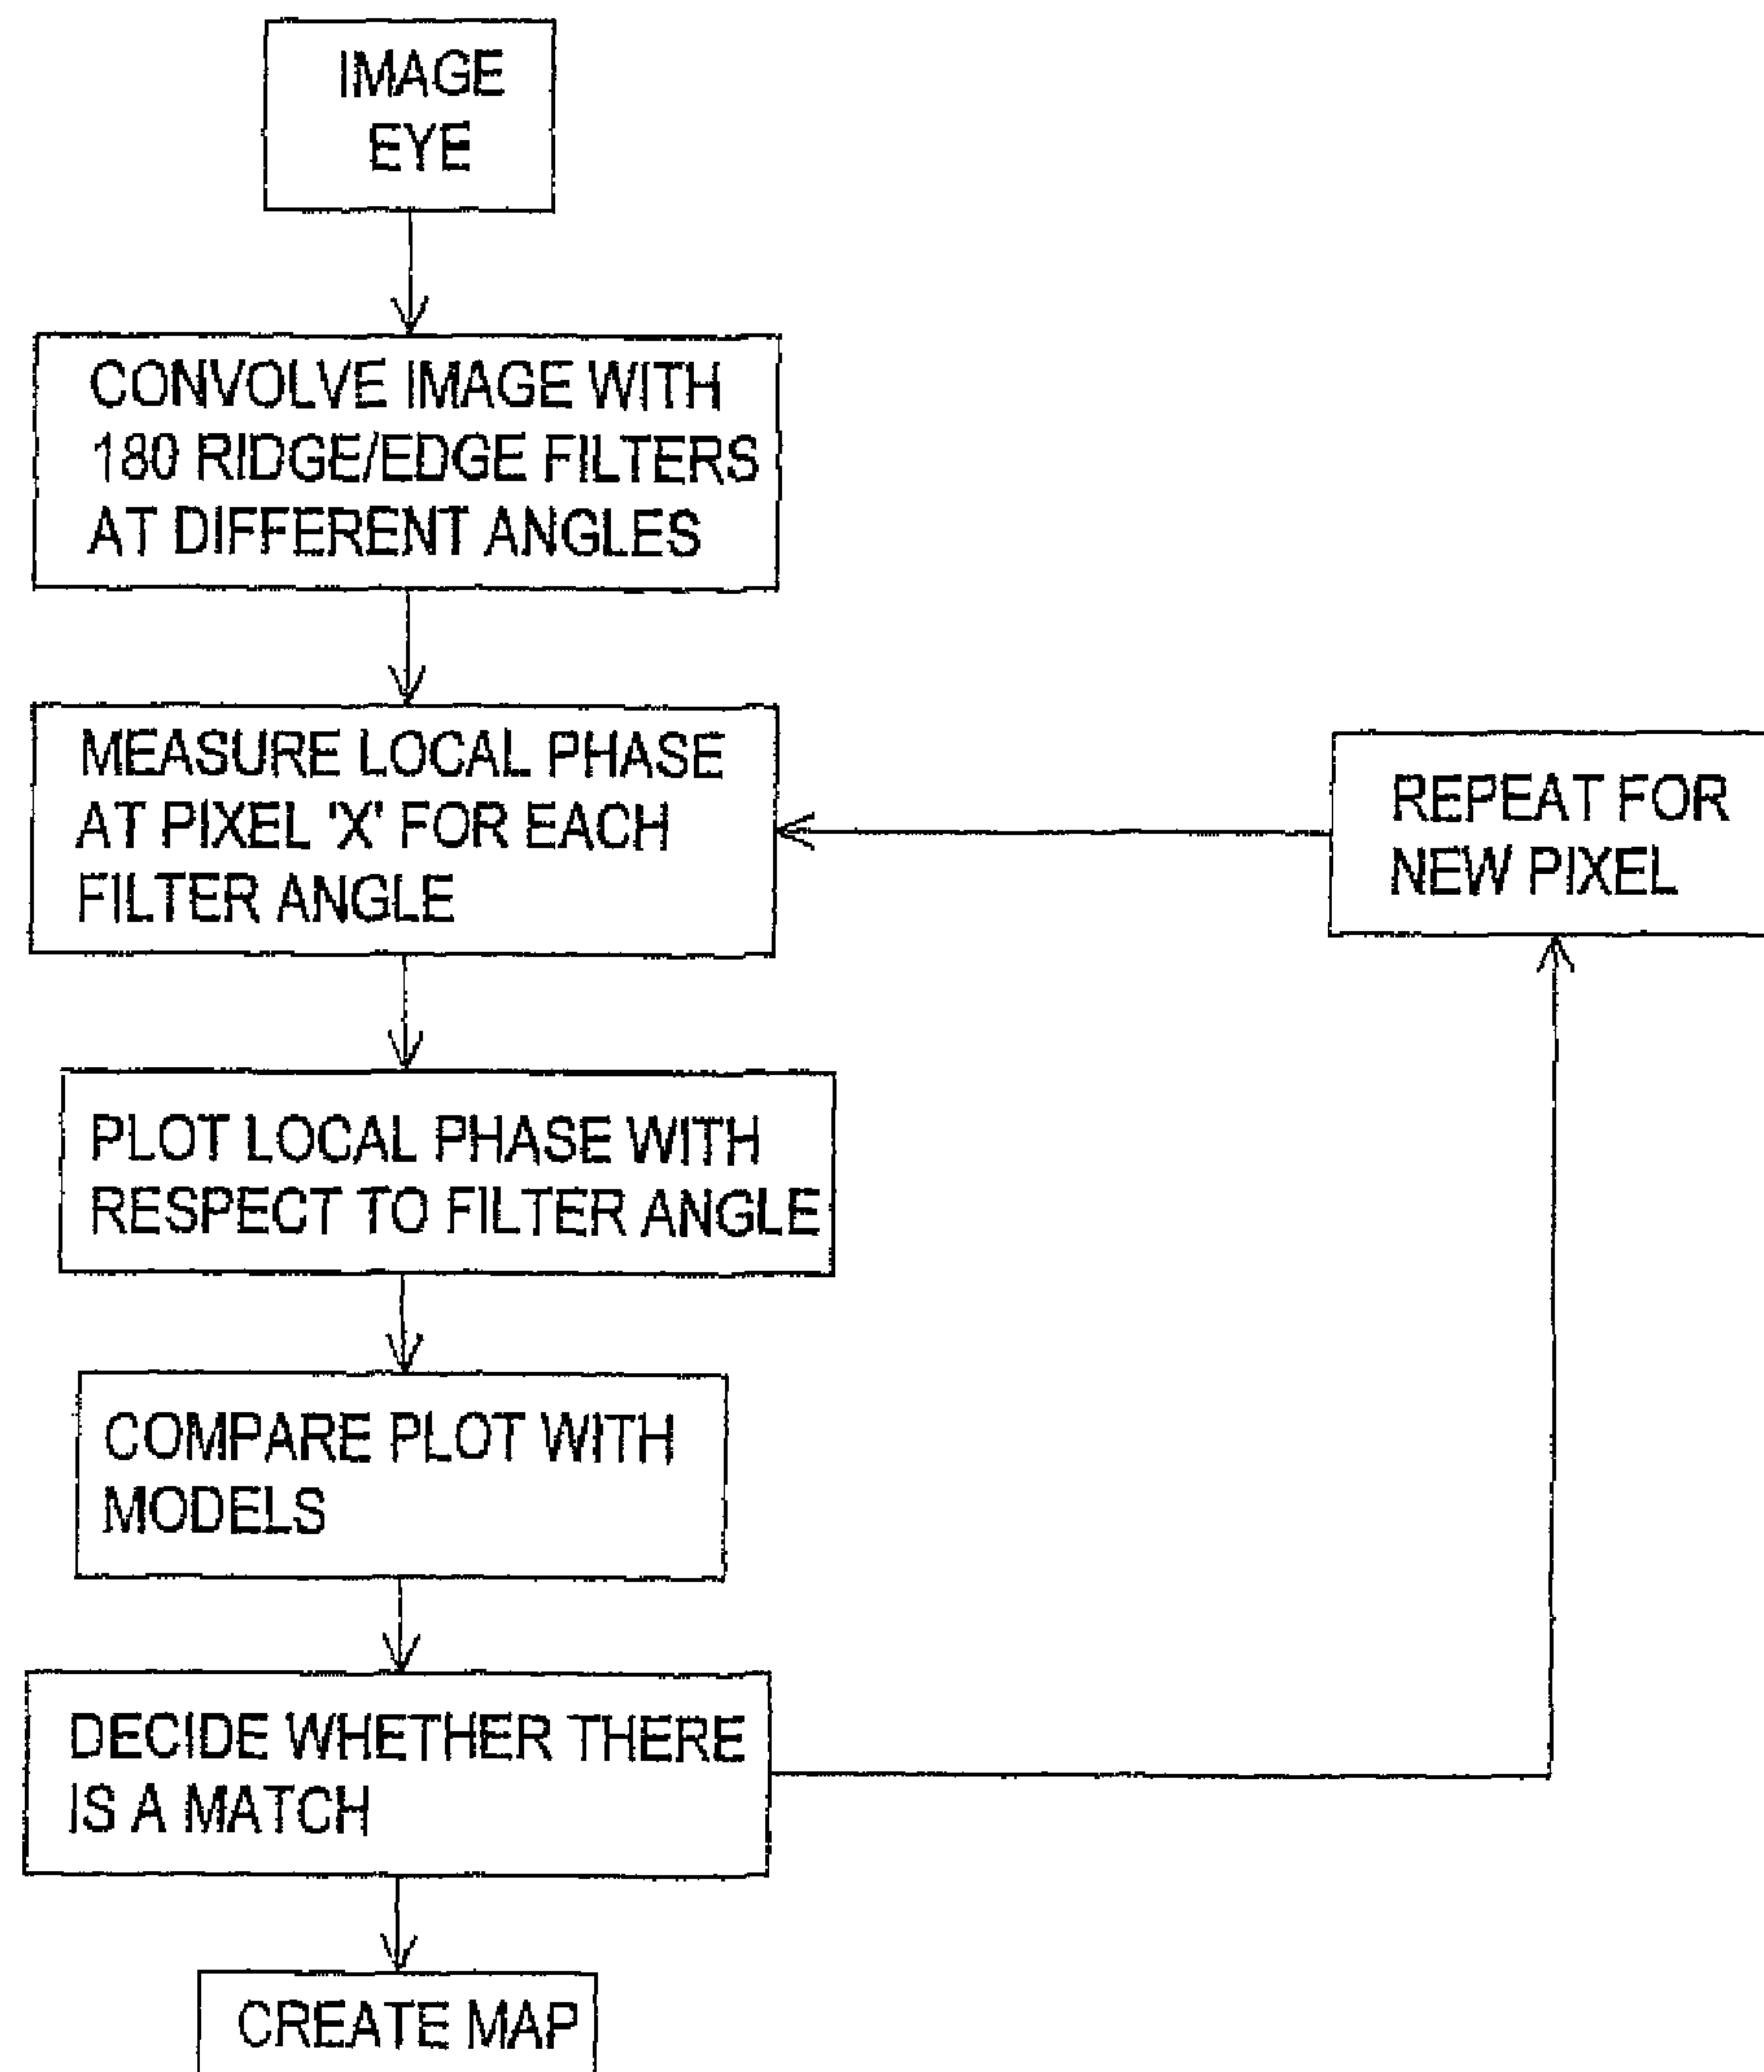 IMAGE
EYE
CONVOLVE IMAGE WITH
180 RIDGE/EDGE FILTERS
AT DIFFERENT ANGLES
MEASURE LOCAL PHASE
AT PIXEL 'X' FOR EACH
FILTER ANGLE
REPEAT FOR
NEW PIXEL
PLOT LOCAL PHASE WITH
RESPECT TO FILTER ANGLE
COMPARE PLOT WITH
MODELS
DECIDE WHETHER THERE
IS A MATCH
CREATE MAP